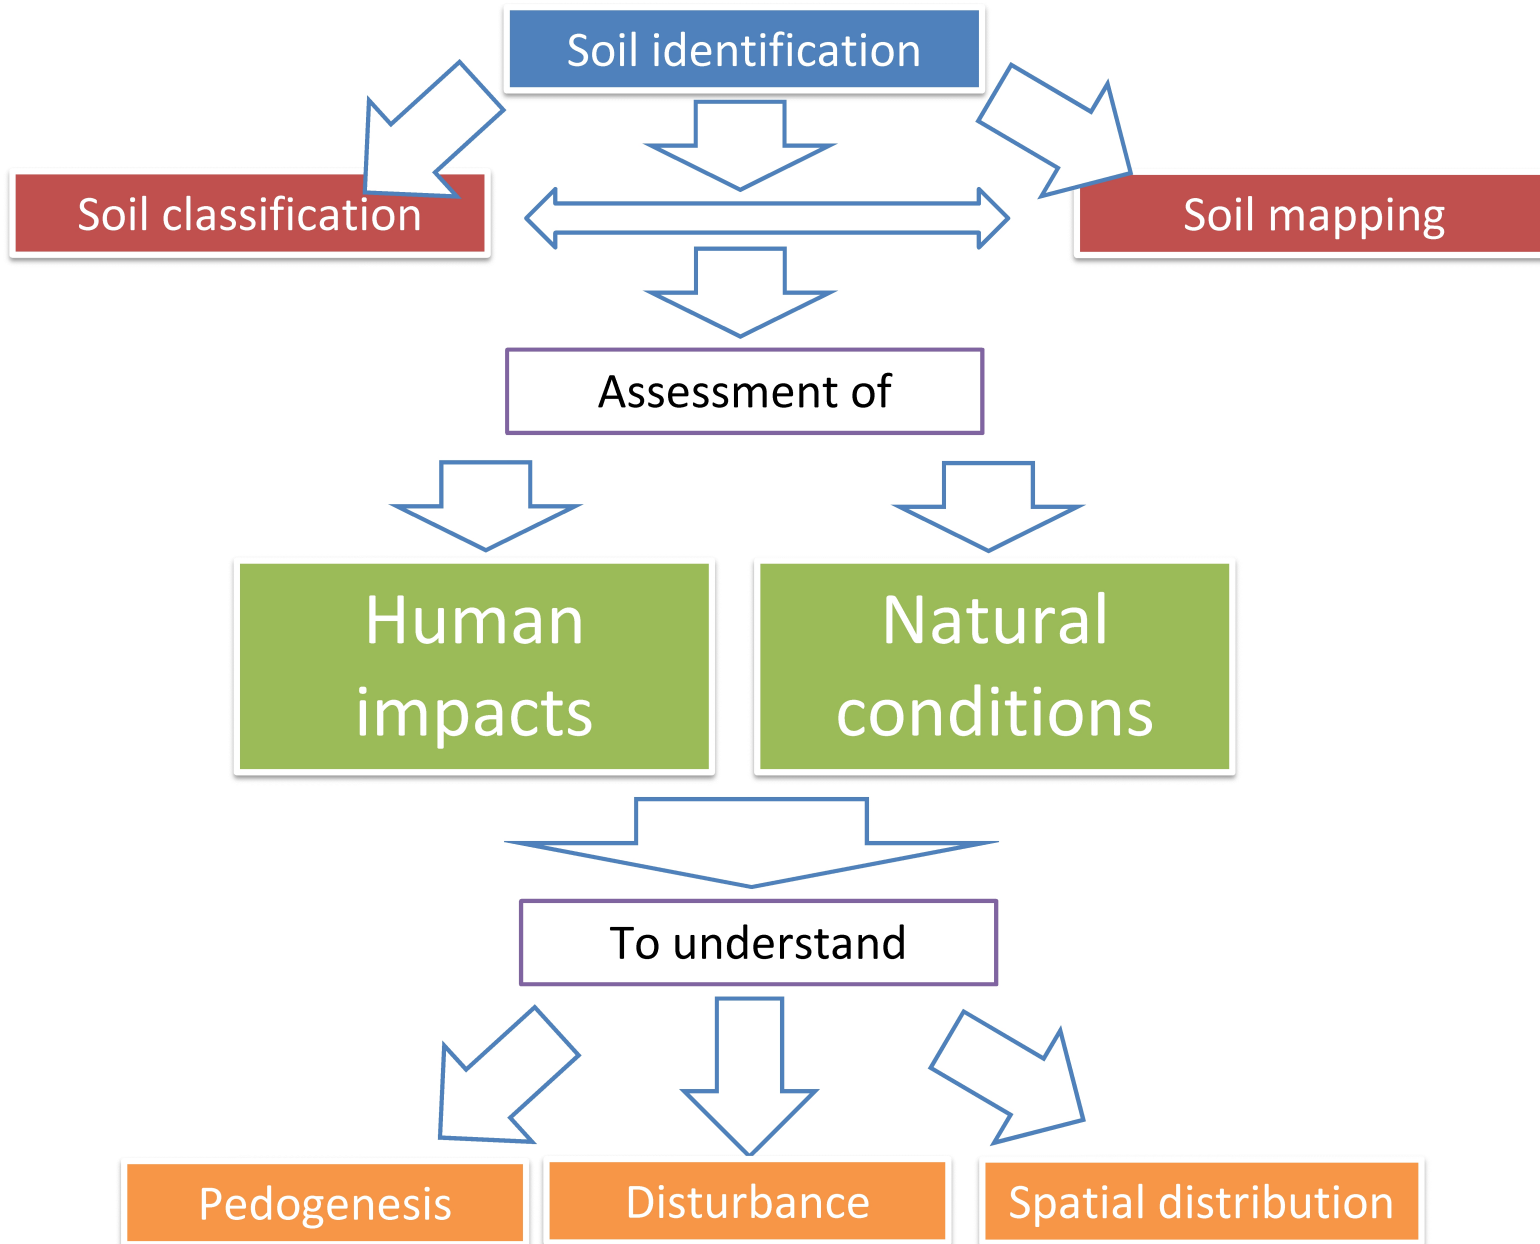 Soil identification
Soil classification
Soil mapping
Assessment of
Human
impacts
Natural
conditions
To understand
Pedogenesis
Disturbance
Spatial distribution